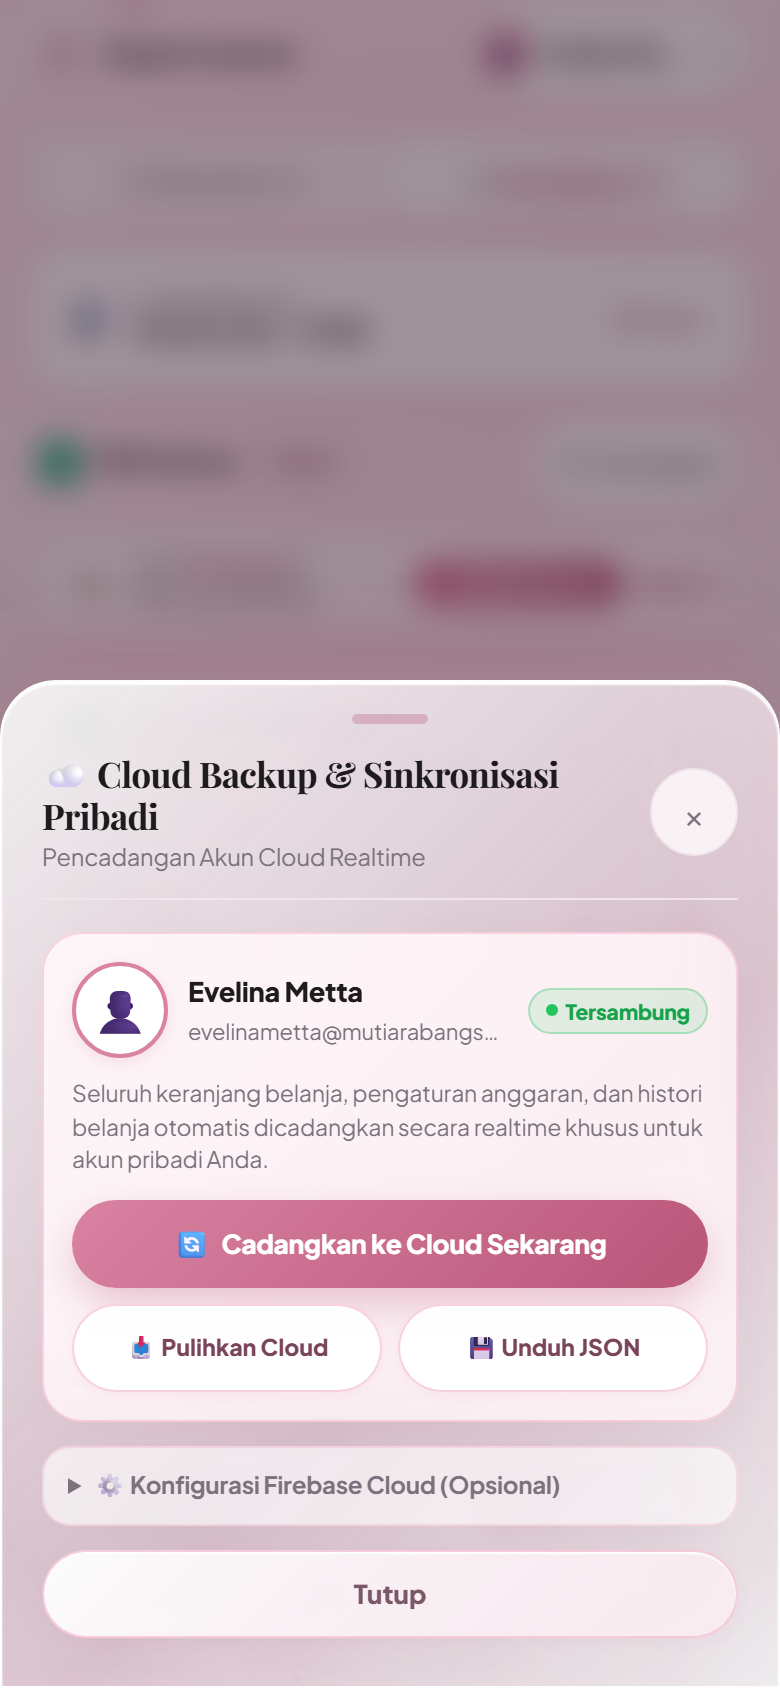 Cloud Backup & Sinkronisasi
Pribadi
Pencadangan Akun Cloud Realtime
×
Evelina Metta
evelinametta@mutiarabangs...
Tersambung
Seluruh keranjang belanja, pengaturan anggaran, dan histori
belanja otomatis dicadangkan secara realtime khusus untuk
akun pribadi Anda.
Cadangkan ke Cloud Sekarang
Pulihkan Cloud
Unduh JSON
Konfigurasi Firebase Cloud (Opsional)
Tutup